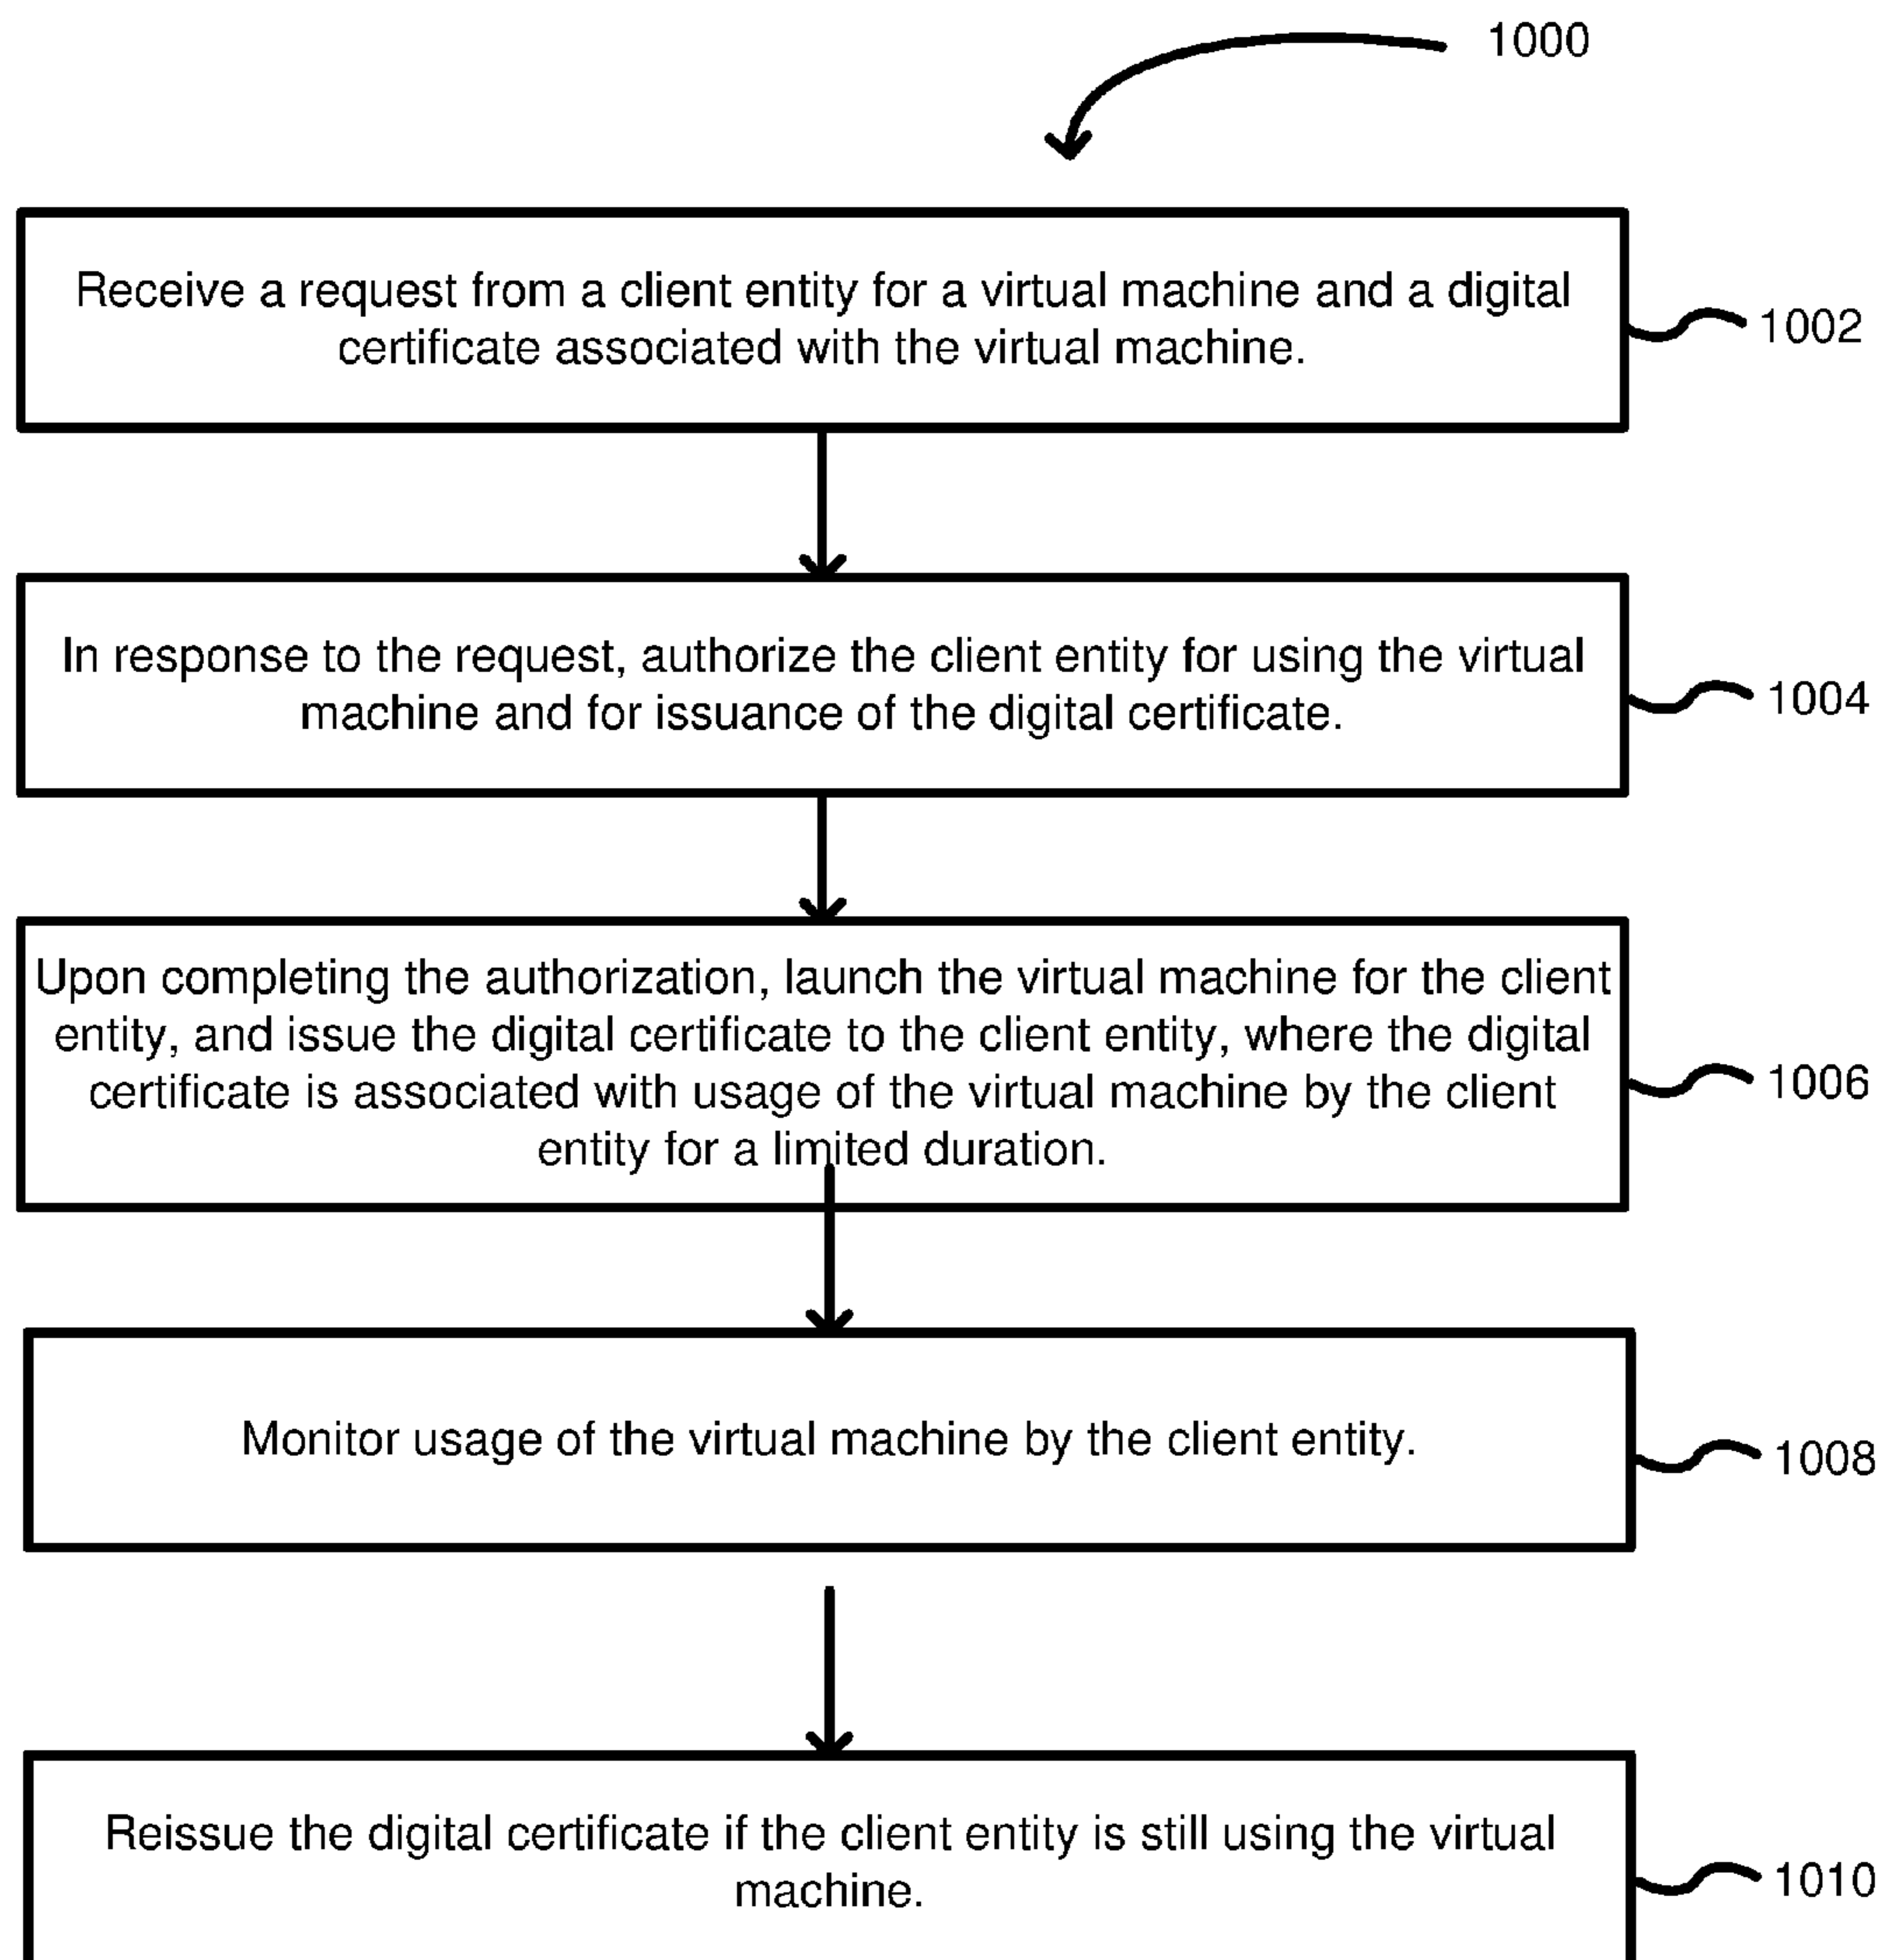 1000
Receive a request from a client entity for a virtual machine and a digital
certificate associated with the virtual machine.
1002
In response to the request, authorize the client entity for using the virtual
machine and for issuance of the digital certificate.
1004
Upon completing the authorization, launch the virtual machine for the client
entity, and issue the digital certificate to the client entity, where the digital
certificate is associated with usage of the virtual machine by the client
entity for a limited duration.
1006
Monitor usage of the virtual machine by the client entity.
1008
Reissue the digital certificate if the client entity is still using the virtual
machine.
1010